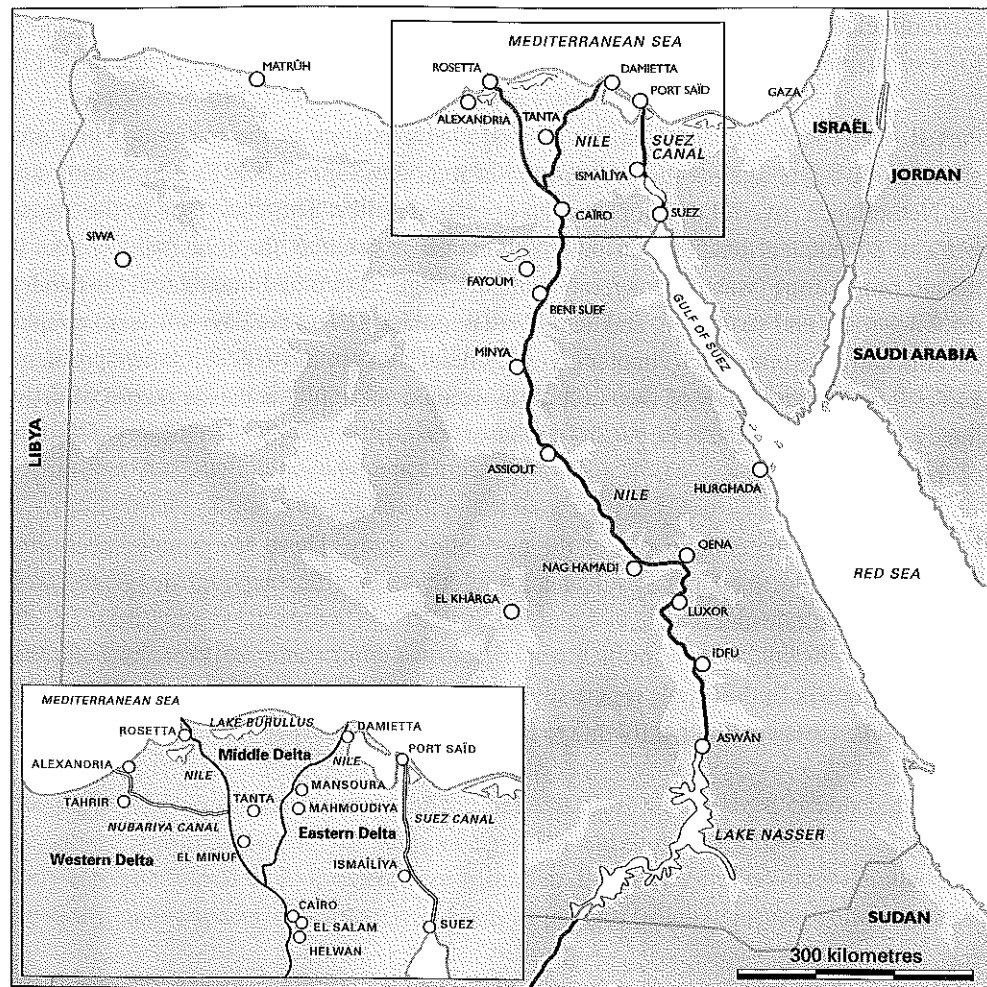 MEDITERRANEAN SEA
MATRÛH
ROSETTA
DAMIETTA
PORT SAÏD
GAZA
ALEXANDRIA
TANTA
NILE
SUEZ
CANAL
ISRAËL
ISMAÏLÏYA
JORDAN
CAÏRO
SUEZ
SIWA
FAYOUM
BENI SUEF
GULF OF SUEZ
MINYA
SAUDI ARABIA
LIBYA
ASSIOUT
NILE
HURGHADA
QENA
NAG HAMADI
RED SEA
EL KHÂRGA
LUXOR
IDFU
ASWÂN
LAKE NASSER
SUDAN
300 kilometres
MEDITERRANEAN SEA
LAKE BURULLUS
ROSETTA
DAMIETTA
Middle Delta
PORT SAÏD
ALEXANDRIA
NILE
NILE
MANSOURA
TAHRIR
TANTA
MAHMOUDIYA
NUBARIYA CANAL
Eastern Delta
SUEZ CANAL
Western Delta
EL MINUF
ISMAÏLÏYA
CAÏRO
EL SALAM
SUEZ
HELWAN